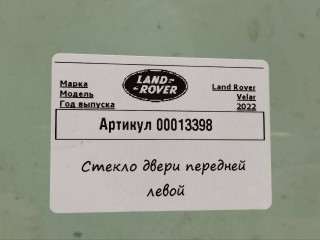 LAND-
-ROVER
Марка Land Rover
Модель Velar
Год выпуска 2022
Артикул 00013398
Стекло двери передней
левой